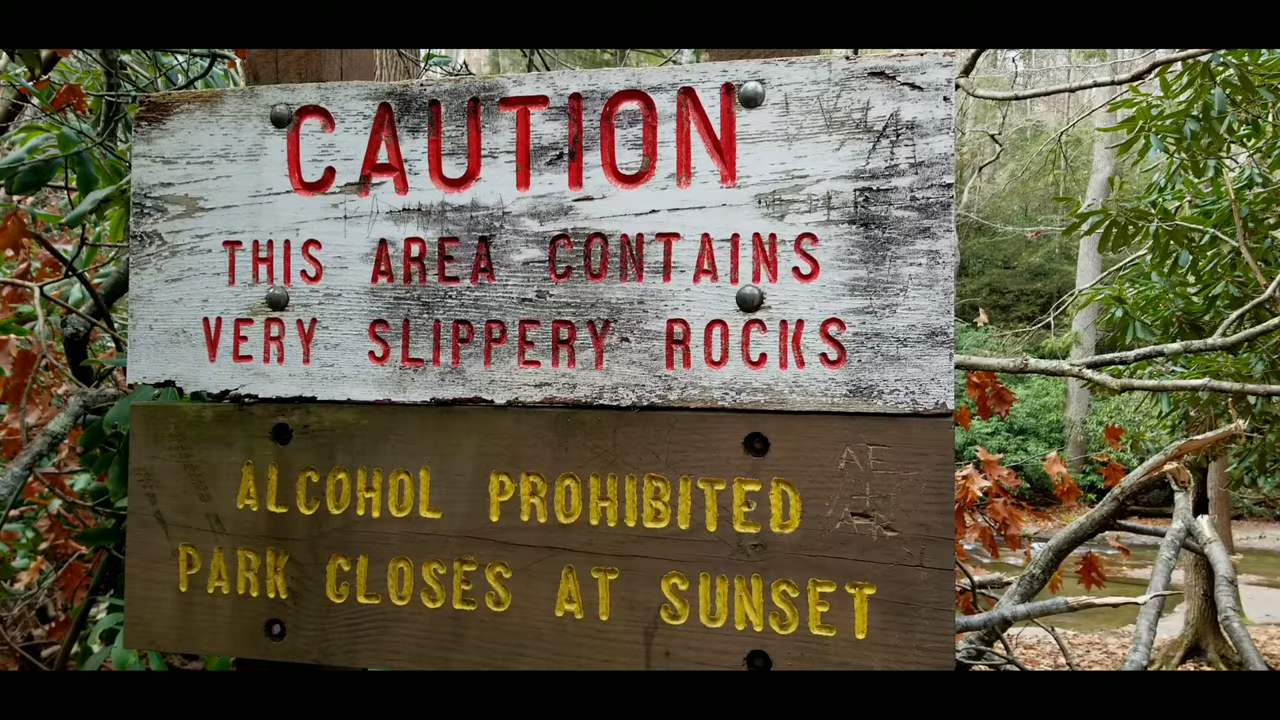 CAUTION
THIS AREA CONTAINS
VERY SLIPPERY ROCKS
ALCOHOL PROHIBITED
PARK CLOSES AT SUNSET